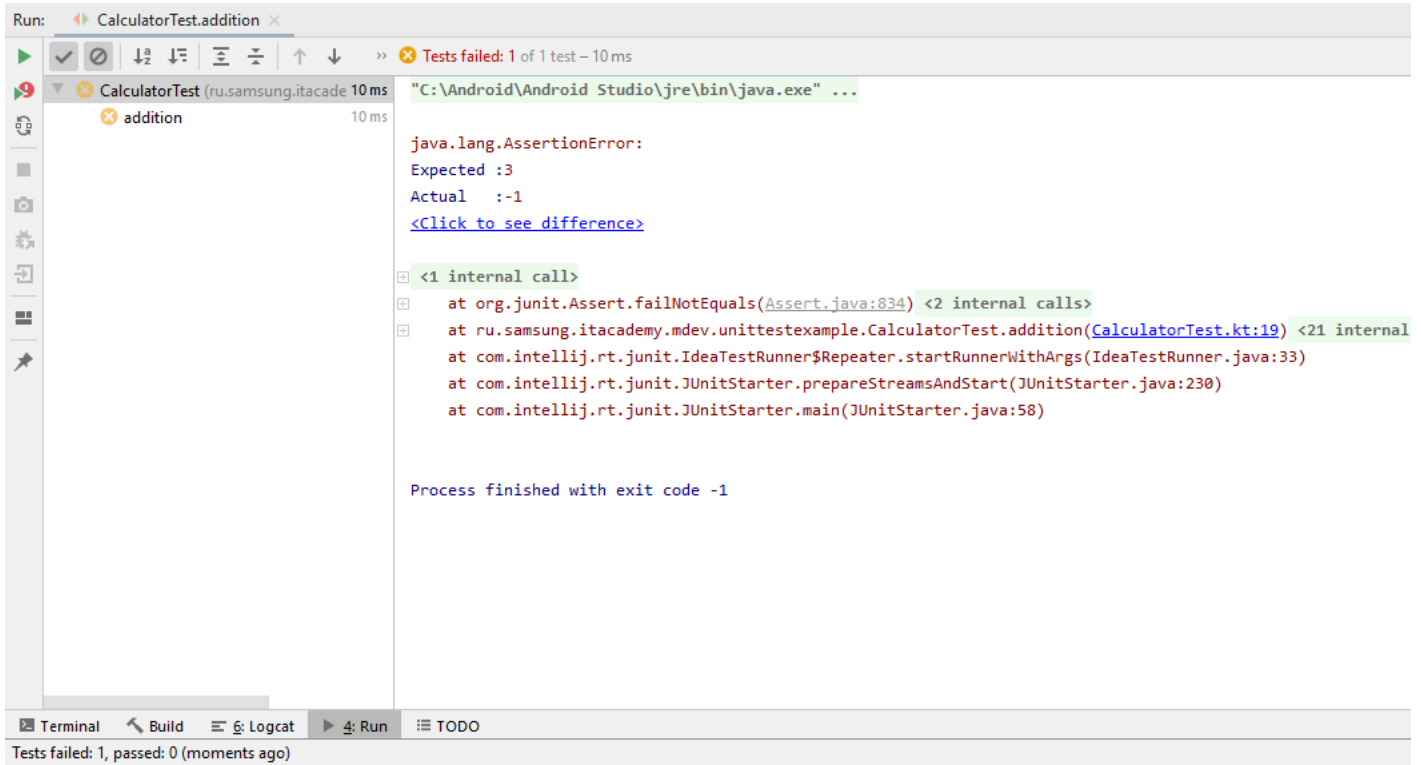 Run: CalculatorTest.addition
Tests failed: 1 of 1 test – 10 ms
CalculatorTest (ru.samsung.itacade 10 ms
addition 10 ms
"C:\Android\Android Studio\jre\bin\java.exe" ...
java.lang.AssertionError:
Expected :3
Actual   :-1
<Click to see difference>
<1 internal call>
at org.junit.Assert.failNotEquals(Assert.java:834) <2 internal calls>
at ru.samsung.itacademy.mdev.unittestexample.CalculatorTest.addition(CalculatorTest.kt:19) <21 internal
at com.intellij.rt.junit.IdeaTestRunner$Repeater.startRunnerWithArgs(IdeaTestRunner.java:33)
at com.intellij.rt.junit.JUnitStarter.prepareStreamsAndStart(JUnitStarter.java:230)
at com.intellij.rt.junit.JUnitStarter.main(JUnitStarter.java:58)
Process finished with exit code -1
Terminal Build 6: Logcat 4: Run TODO
Tests failed: 1, passed: 0 (moments ago)